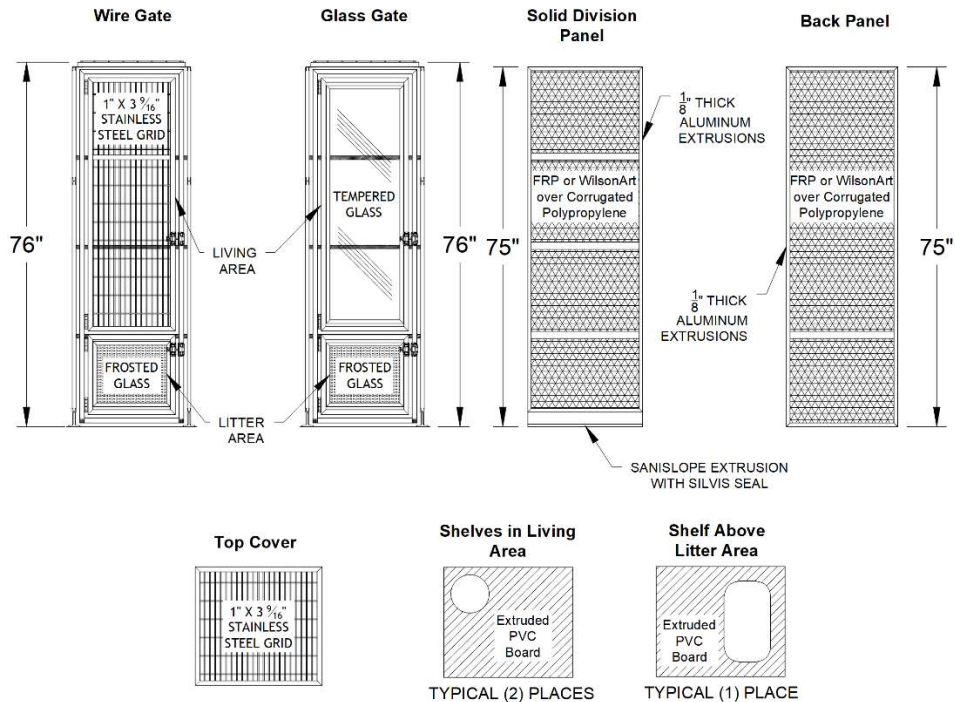 Wire Gate
Glass Gate
Solid Division
Panel
Back Panel
1" X 3 9/16"
STAINLESS
STEEL GRID
76"
LIVING
AREA
FROSTED
GLASS
LITTER
AREA
TEMPERED
GLASS
FROSTED
GLASS
76"
75"
1/8" THICK
ALUMINUM
EXTRUSIONS
FRP or WilsonArt
over Corrugated
Polypropylene
1/8" THICK
ALUMINUM
EXTRUSIONS
FRP or WilsonArt
over Corrugated
Polypropylene
75"
SANISLOPE EXTRUSION
WITH SILVIS SEAL
Top Cover
1" X 3 9/16"
STAINLESS
STEEL GRID
Shelves in Living
Area
Extruded
PVC
Board
TYPICAL (2) PLACES
Shelf Above
Litter Area
Extruded
PVC
Board
TYPICAL (1) PLACE